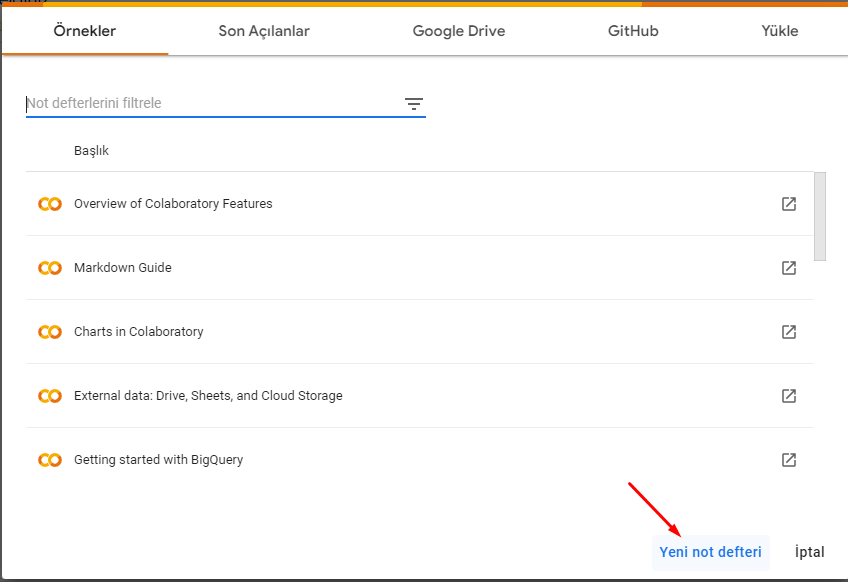 Örnekler
Son Açılanlar
Google Drive
GitHub
Yükle
Not defterlerini filtrele
Başlık
Overview of Colaboratory Features
Markdown Guide
Charts in Colaboratory
External data: Drive, Sheets, and Cloud Storage
Getting started with BigQuery
Yeni not defteri
İptal